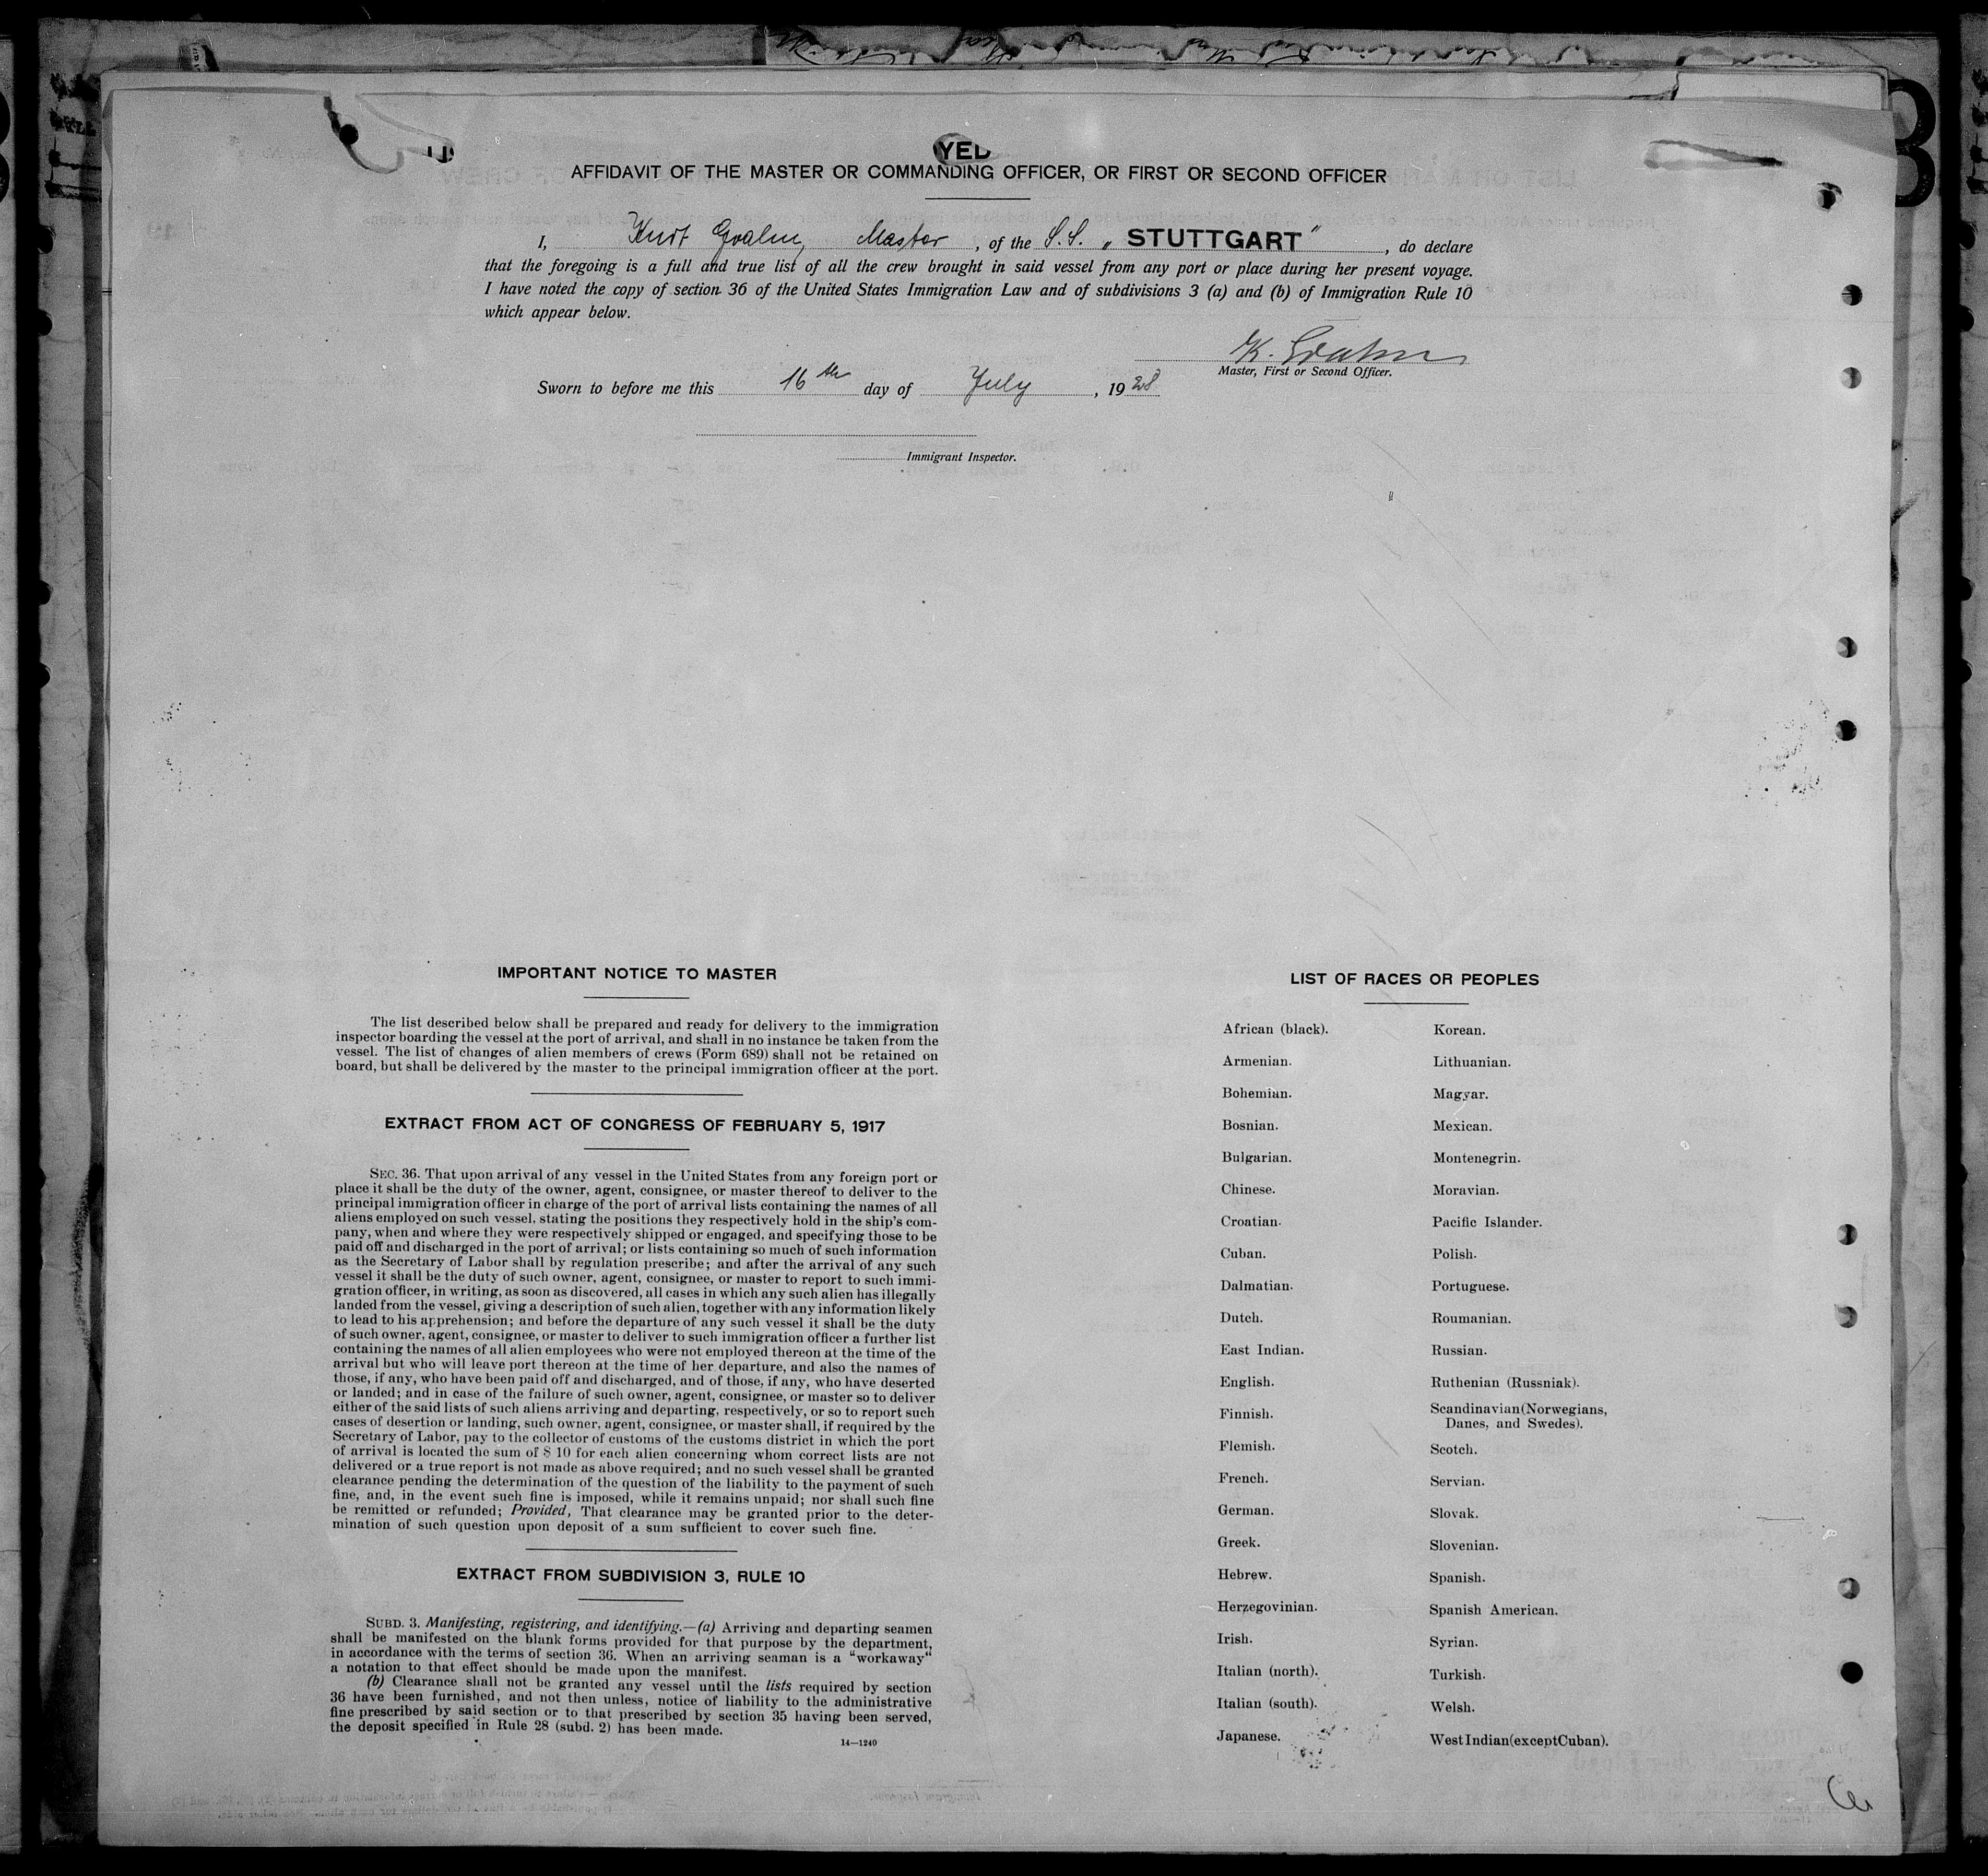 YED
AFFIDAVIT OF THE MASTER OR COMMANDING OFFICER, OR FIRST OR SECOND OFFICER
I, Kurt Grahn, Master, of the S.S. „STUTTGART", do declare
that the foregoing is a full and true list of all the crew brought in said vessel from any port or place during her present voyage.
I have noted the copy of section 36 of the United States Immigration Law and of subdivisions 3 (a) and (b) of Immigration Rule 10
which appear below.
K. Grahn
Master, First or Second Officer.
Sworn to before me this 16th day of July, 1928
Immigrant Inspector.
IMPORTANT NOTICE TO MASTER
The list described below shall be prepared and ready for delivery to the immigration
inspector boarding the vessel at the port of arrival, and shall in no instance be taken from the
vessel. The list of changes of alien members of crews (Form 689) shall not be retained on
board, but shall be delivered by the master to the principal immigration officer at the port.
EXTRACT FROM ACT OF CONGRESS OF FEBRUARY 5, 1917
SEC. 36. That upon arrival of any vessel in the United States from any foreign port or
place it shall be the duty of the owner, agent, consignee, or master thereof to deliver to the
principal immigration officer in charge of the port of arrival lists containing the names of all
aliens employed on such vessel, stating the positions they respectively hold in the ship's com-
pany, when and where they were respectively shipped or engaged, and specifying those to be
paid off and discharged in the port of arrival; or lists containing so much of such information
as the Secretary of Labor shall by regulation prescribe; and after the arrival of any such
vessel it shall be the duty of such owner, agent, consignee, or master to report to such immi-
gration officer, in writing, as soon as discovered, all cases in which any such alien has illegally
landed from the vessel, giving a description of such alien, together with any information likely
to lead to his apprehension; and before the departure of any such vessel it shall be the duty
of such owner, agent, consignee, or master to deliver to such immigration officer a further list
containing the names of all alien employees who were not employed thereon at the time of the
arrival but who will leave port thereon at the time of her departure, and also the names of
those, if any, who have been paid off and discharged, and of those, if any, who have deserted
or landed; and in case of the failure of such owner, agent, consignee, or master so to deliver
either of the said lists of such aliens arriving and departing, respectively, or so to report such
cases of desertion or landing, such owner, agent, consignee, or master shall, if required by the
Secretary of Labor, pay to the collector of customs of the customs district in which the port
of arrival is located the sum of $ 10 for each alien concerning whom correct lists are not
delivered or a true report is not made as above required; and no such vessel shall be granted
clearance pending the determination of the question of the liability to the payment of such
fine, and, in the event such fine is imposed, while it remains unpaid; nor shall such fine
be remitted or refunded; Provided, That clearance may be granted prior to the deter-
mination of such question upon deposit of a sum sufficient to cover such fine.
EXTRACT FROM SUBDIVISION 3, RULE 10
SUBD. 3. Manifesting, registering, and identifying.—(a) Arriving and departing seamen
shall be manifested on the blank forms provided for that purpose by the department,
in accordance with the terms of section 36. When an arriving seaman is a "workaway"
a notation to that effect should be made upon the manifest.
(b) Clearance shall not be granted any vessel until the lists required by section
36 have been furnished, and not then unless, notice of liability to the administrative
fine prescribed by said section or to that prescribed by section 35 having been served,
the deposit specified in Rule 28 (subd. 2) has been made.
14—1240
LIST OF RACES OR PEOPLES
African (black).
Armenian.
Bohemian.
Bosnian.
Bulgarian.
Chinese.
Croatian.
Cuban.
Dalmatian.
Dutch.
East Indian.
English.
Finnish.
Flemish.
French.
German.
Greek.
Hebrew.
Herzegovinian.
Irish.
Italian (north).
Italian (south).
Japanese.
Korean.
Lithuanian.
Magyar.
Mexican.
Montenegrin.
Moravian.
Pacific Islander.
Polish.
Portuguese.
Roumanian.
Russian.
Ruthenian (Russniak).
Scandinavian (Norwegians,
Danes, and Swedes).
Scotch.
Servian.
Slovak.
Slovenian.
Spanish.
Spanish American.
Syrian.
Turkish.
Welsh.
West Indian (except Cuban).